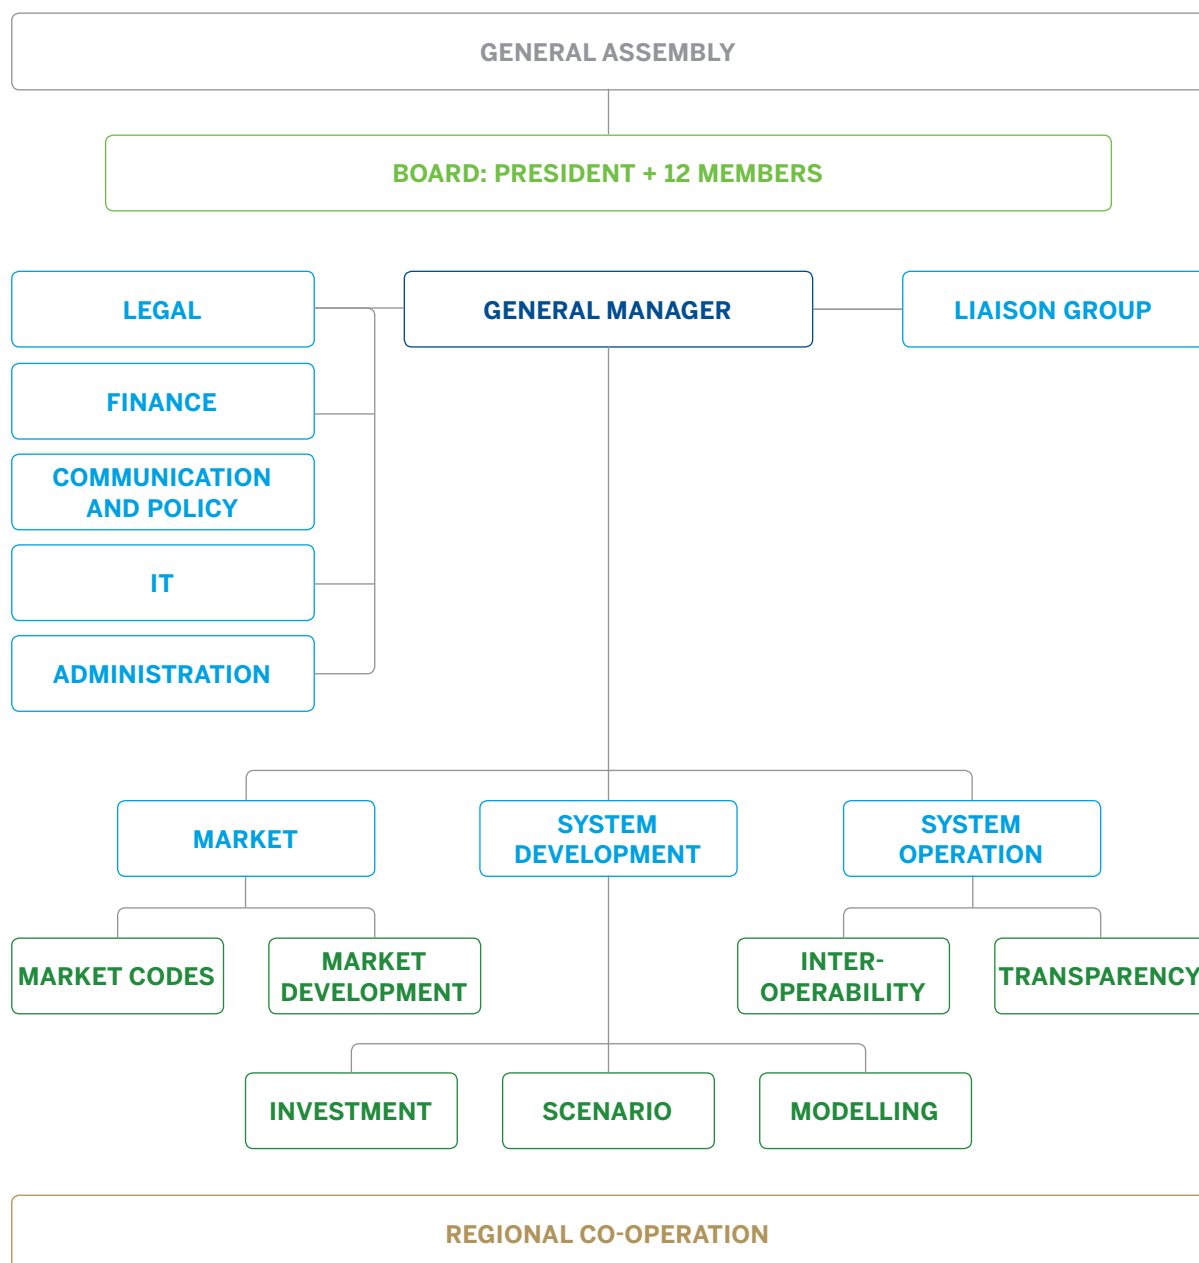 GENERAL ASSEMBLY
BOARD: PRESIDENT + 12 MEMBERS
LEGAL
GENERAL MANAGER
LIAISON GROUP
FINANCE
COMMUNICATION
AND POLICY
IT
ADMINISTRATION
MARKET
SYSTEM
DEVELOPMENT
SYSTEM
OPERATION
MARKET CODES
MARKET
DEVELOPMENT
INTER-
OPERABILITY
TRANSPARENCY
INVESTMENT
SCENARIO
MODELLING
REGIONAL CO-OPERATION